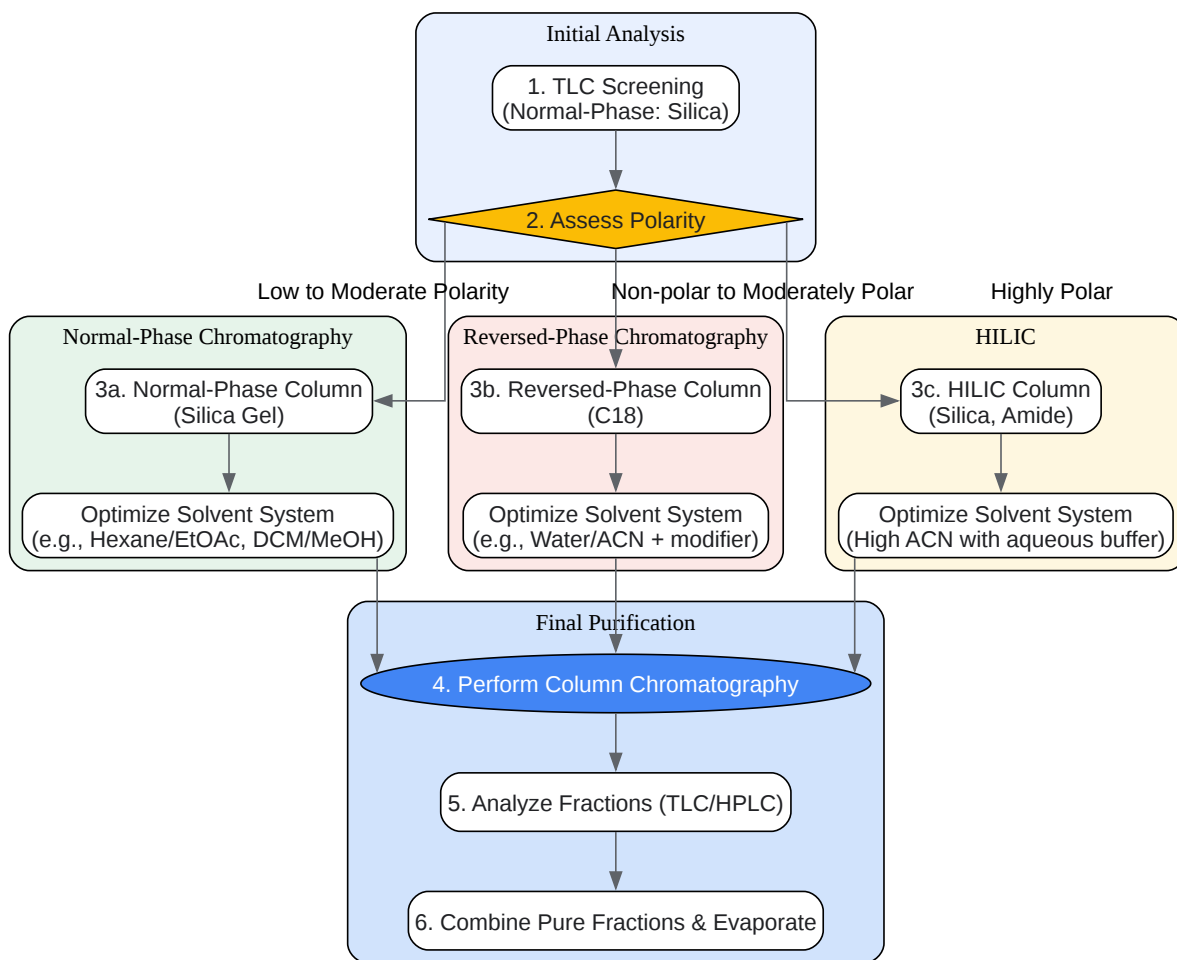 Initial Analysis
1. TLC Screening
(Normal-Phase: Silica)
2. Assess Polarity
Low to Moderate Polarity
Non-polar to Moderately Polar
Highly Polar
Normal-Phase Chromatography
3a. Normal-Phase Column
(Silica Gel)
Optimize Solvent System
(e.g., Hexane/EtOAc, DCM/MeOH)
Reversed-Phase Chromatography
3b. Reversed-Phase Column
(C18)
Optimize Solvent System
(e.g., Water/ACN + modifier)
HILIC
3c. HILIC Column
(Silica, Amide)
Optimize Solvent System
(High ACN with aqueous buffer)
Final Purification
4. Perform Column Chromatography
5. Analyze Fractions (TLC/HPLC)
6. Combine Pure Fractions & Evaporate